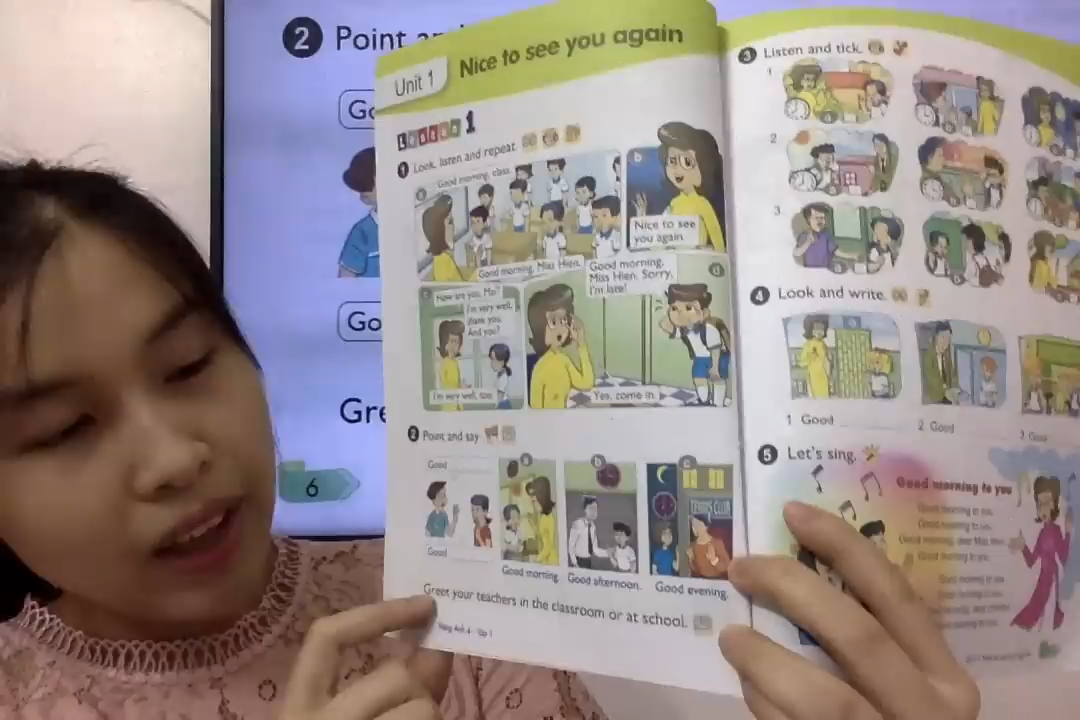 2 Point
Go
Go
Gre
6
Unit 1
Nice to see you again
Lesson 1
1 Look, listen and repeat.
a
Good morning, class.
Good morning, Miss Hien.
b
Nice to see
you again.
c
How are you, Mai?
I'm very well,
thank you.
And you?
I'm very well, too.
d
Good morning,
Miss Hien. Sorry,
I'm late!
Yes, come in.
2 Point and say.
Good
Good
a
b
c
TENNIS CLUB
Good morning.
Good afternoon.
Good evening.
Greet your teachers in the classroom or at school.
3 Listen and tick.
1
2
3.
4 Look and write.
1 Good
2 Good
3 Good
5 Let's sing.
Good morning to you
Good morning to you.
Good morning to you.
Good morning, dear Miss Hien.
Good morning to you.